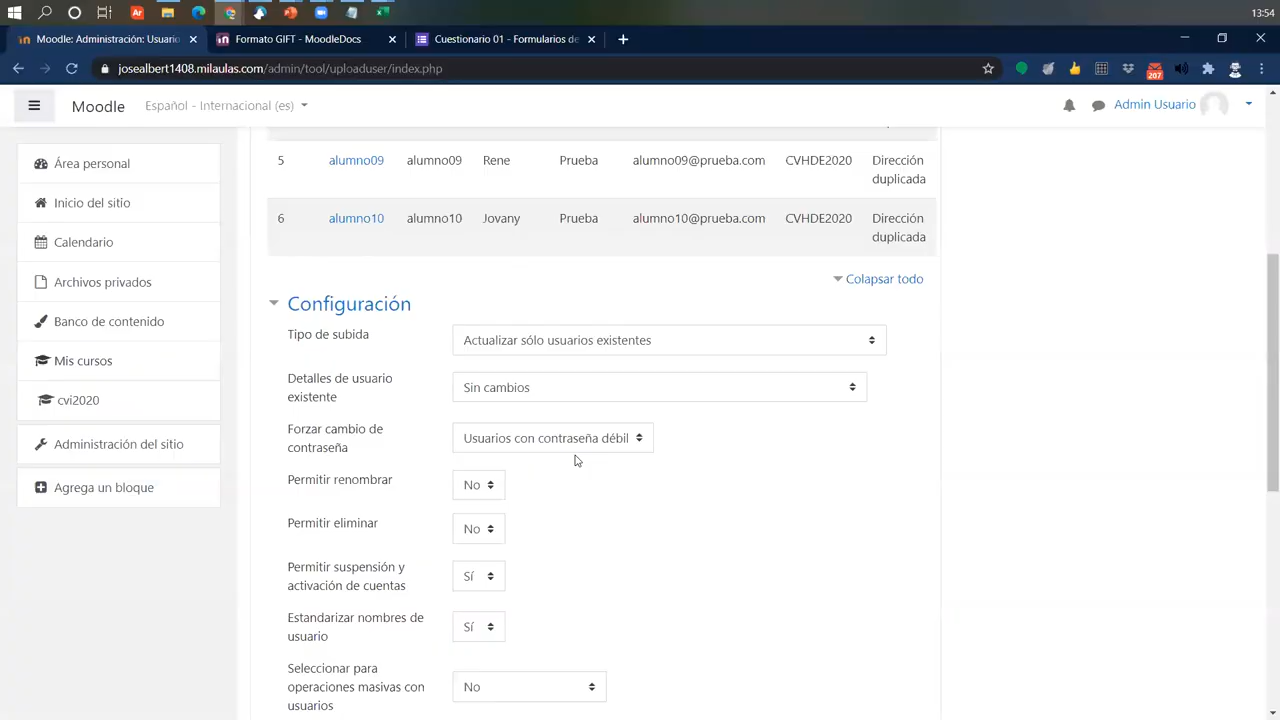 13:54
Moodle: Administración: Usuario
Formato GIFT - MoodleDocs
Cuestionario 01 - Formularios de
josealbert1408.milaulas.com/admin/tool/uploaduser/index.php
207
Moodle
Español - Internacional (es)
Admin Usuario
Área personal
Inicio del sitio
Calendario
Archivos privados
Banco de contenido
Mis cursos
cvi2020
Administración del sitio
Agrega un bloque
5 alumno09 alumno09 Rene Prueba alumno09@prueba.com CVHDE2020 Dirección
duplicada
6 alumno10 alumno10 Jovany Prueba alumno10@prueba.com CVHDE2020 Dirección
duplicada
Colapsar todo
Configuración
Tipo de subida
Actualizar sólo usuarios existentes
Detalles de usuario
existente
Sin cambios
Forzar cambio de
contraseña
Usuarios con contraseña débil
Permitir renombrar
No
Permitir eliminar
No
Permitir suspensión y
activación de cuentas
Sí
Estandarizar nombres de
usuario
Sí
Seleccionar para
operaciones masivas con
usuarios
No